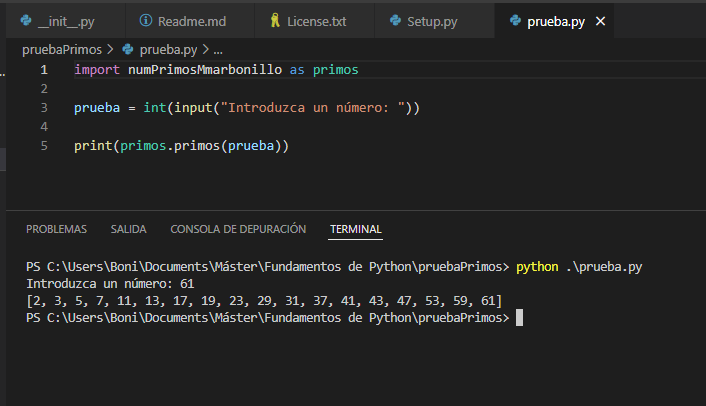 __init__.py Readme.md License.txt Setup.py prueba.py
pruebaPrimos > prueba.py > ...
1 import numPrimosMmarbonillo as primos
2
3 prueba = int(input("Introduzca un número: "))
4
5 print(primos.primos(prueba))
PROBLEMAS SALIDA CONSOLA DE DEPURACIÓN TERMINAL
PS C:\Users\Boni\Documents\Máster\Fundamentos de Python\pruebaPrimos> python .\prueba.py
Introduzca un número: 61
[2, 3, 5, 7, 11, 13, 17, 19, 23, 29, 31, 37, 41, 43, 47, 53, 59, 61]
PS C:\Users\Boni\Documents\Máster\Fundamentos de Python\pruebaPrimos>